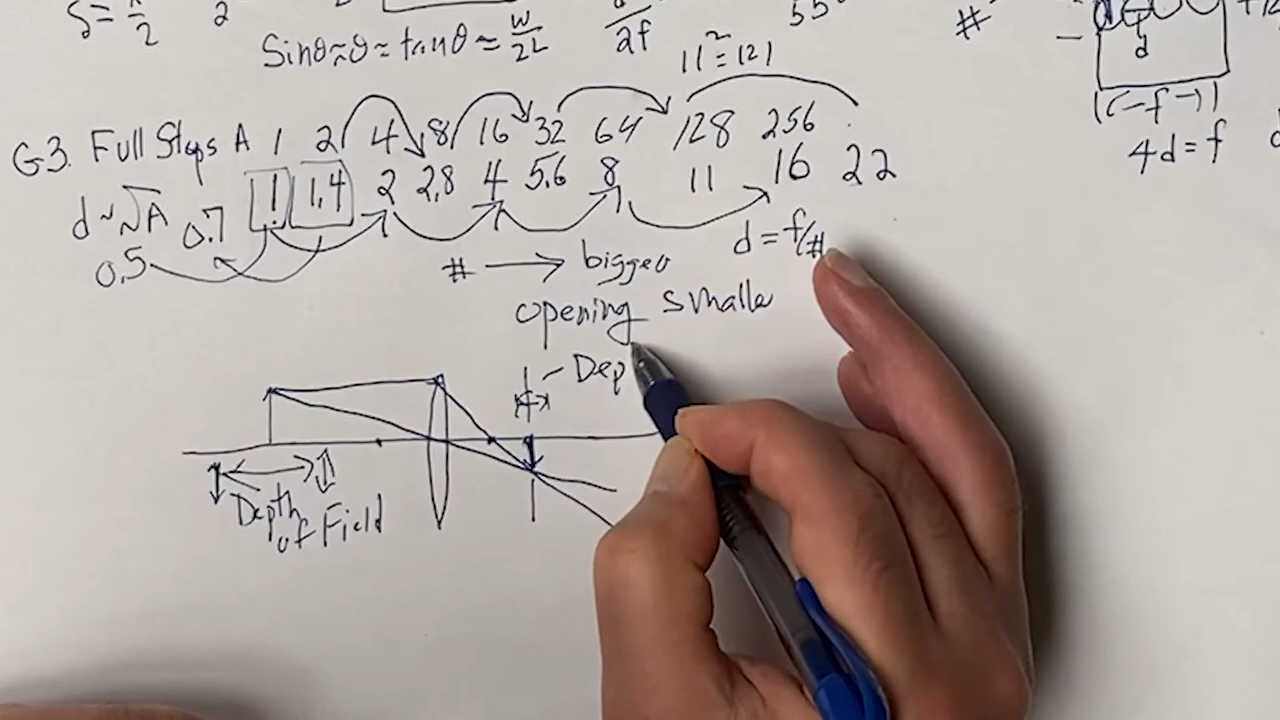 Sinθ≈θ≈tanθ≈ w/2L
2f
55
#
11²=121
d
(-f→)
4d=f
G3. Full Stops A 1 2 4 8 16 32 64 128 256
d~√A 0.7 1 1,4 2 2,8 4 5.6 8 11 16 22
0,5
d = f/#
# → bigger
opening smaller
Dep
Depth
of Field